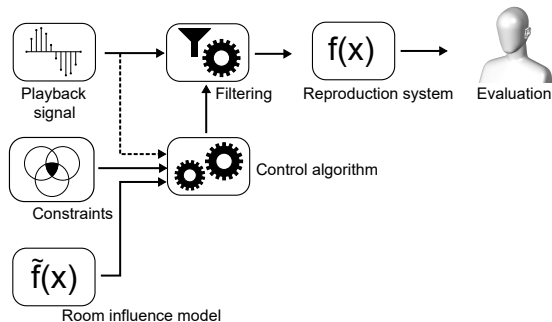 f(x)
Playback
signal
Filtering
Reproduction system
Evaluation
Control algorithm
Constraints
f̃(x)
Room influence model